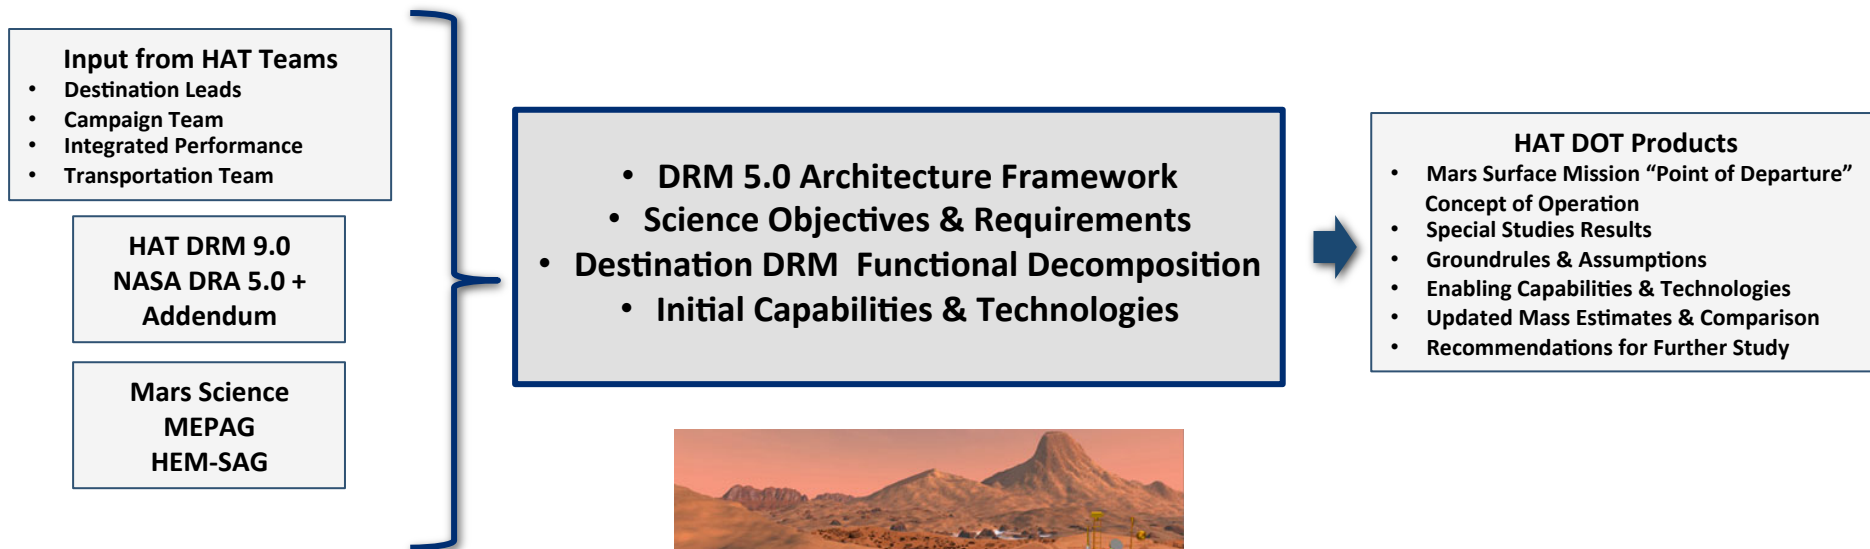 Input from HAT Teams
• Destination Leads
• Campaign Team
• Integrated Performance
• Transportation Team
HAT DRM 9.0
NASA DRA 5.0 +
Addendum
Mars Science
MEPAG
HEM-SAG
• DRM 5.0 Architecture Framework
• Science Objectives & Requirements
• Destination DRM  Functional Decomposition
• Initial Capabilities & Technologies
HAT DOT Products
• Mars Surface Mission “Point of Departure”
Concept of Operation
• Special Studies Results
• Groundrules & Assumptions
• Enabling Capabilities & Technologies
• Updated Mass Estimates & Comparison
• Recommendations for Further Study